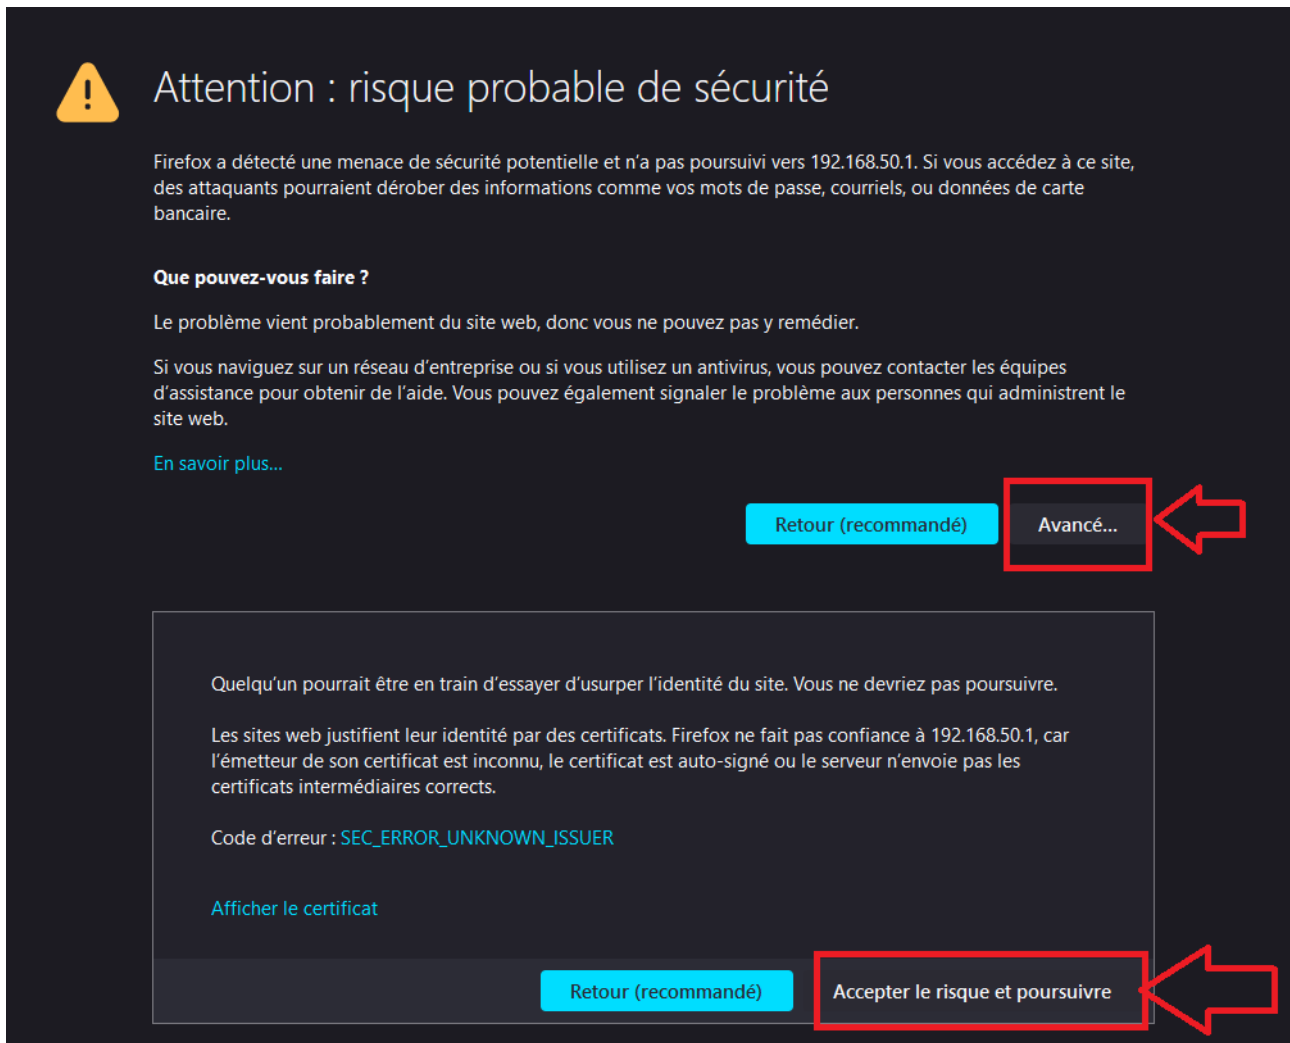 Attention : risque probable de sécurité
Firefox a détecté une menace de sécurité potentielle et n'a pas poursuivi vers 192.168.50.1. Si vous accédez à ce site,
des attaquants pourraient dérober des informations comme vos mots de passe, courriels, ou données de carte
bancaire.
Que pouvez-vous faire ?
Le problème vient probablement du site web, donc vous ne pouvez pas y remédier.
Si vous naviguez sur un réseau d'entreprise ou si vous utilisez un antivirus, vous pouvez contacter les équipes
d'assistance pour obtenir de l'aide. Vous pouvez également signaler le problème aux personnes qui administrent le
site web.
En savoir plus...
Retour (recommandé)
Avancé...
Quelqu'un pourrait être en train d'essayer d'usurper l'identité du site. Vous ne devriez pas poursuivre.
Les sites web justifient leur identité par des certificats. Firefox ne fait pas confiance à 192.168.50.1, car
l'émetteur de son certificat est inconnu, le certificat est auto-signé ou le serveur n'envoie pas les
certificats intermédiaires corrects.
Code d'erreur : SEC_ERROR_UNKNOWN_ISSUER
Afficher le certificat
Retour (recommandé)
Accepter le risque et poursuivre